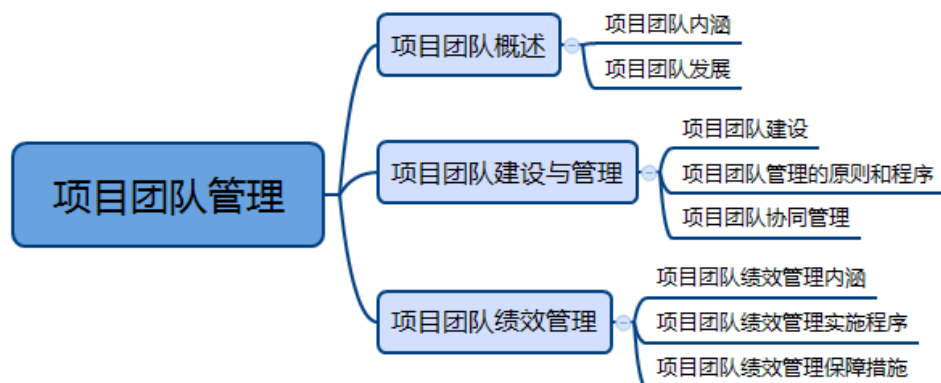 项目团队管理
项目团队概述
项目团队内涵
项目团队发展
项目团队建设与管理
项目团队建设
项目团队管理的原则和程序
项目团队协同管理
项目团队绩效管理
项目团队绩效管理内涵
项目团队绩效管理实施程序
项目团队绩效管理保障措施